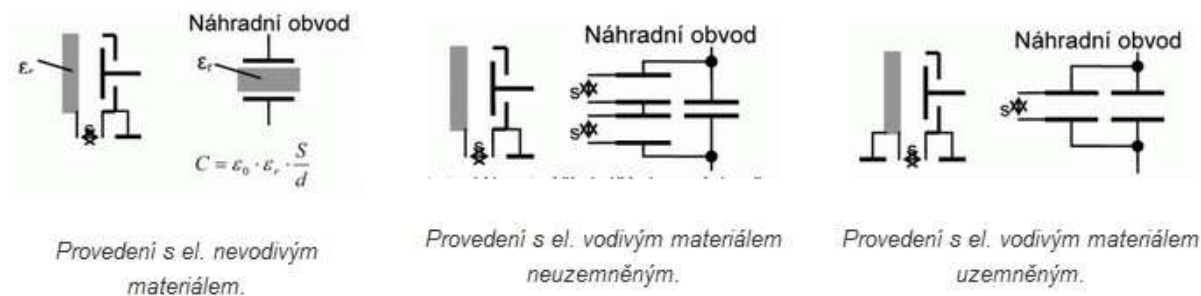 Náhradní obvod
εᵣ
εᵣ
s
C = ε₀ · εᵣ · S/d
Provedení s el. nevodivým
materiálem.
Náhradní obvod
s
s
s
Provedení s el. vodivým materiálem
neuzemněným.
Náhradní obvod
s
s
Provedení s el. vodivým materiálem
uzemněným.